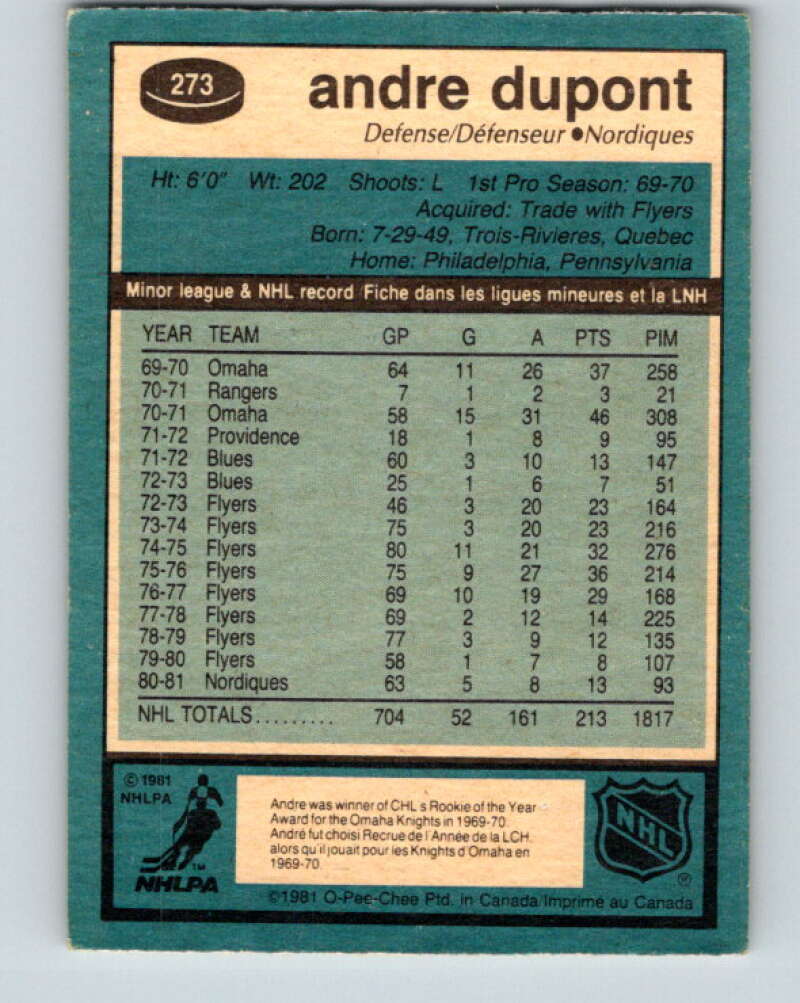 273
andre dupont
Defense/Défenseur ●Nordiques
Ht: 6'0" Wt: 202 Shoots: L 1st Pro Season: 69-70
Acquired: Trade with Flyers
Born: 7-29-49, Trois-Rivieres, Quebec
Home: Philadelphia, Pennsylvania
Minor league & NHL record Fiche dans les ligues mineures et la LNH
YEAR TEAM GP G A PTS PIM
69-70 Omaha 64 11 26 37 258
70-71 Rangers 7 1 2 3 21
70-71 Omaha 58 15 31 46 308
71-72 Providence 18 1 8 9 95
71-72 Blues 60 3 10 13 147
72-73 Blues 25 1 6 7 51
72-73 Flyers 46 3 20 23 164
73-74 Flyers 75 3 20 23 216
74-75 Flyers 80 11 21 32 276
75-76 Flyers 75 9 27 36 214
76-77 Flyers 69 10 19 29 168
77-78 Flyers 69 2 12 14 225
78-79 Flyers 77 3 9 12 135
79-80 Flyers 58 1 7 8 107
80-81 Nordiques 63 5 8 13 93
NHL TOTALS......... 704 52 161 213 1817
© 1981
NHLPA
TM
NHLPA
Andre was winner of CHL s Rookie of the Year
Award for the Omaha Knights in 1969-70.
André fut choisi Recrue de l'Année de la LCH
alors qu'il jouait pour les Knights d'Omaha en
1969-70.
NHL
®
©1981 O-Pee-Chee Ptd. in Canada/Imprimé au Canada